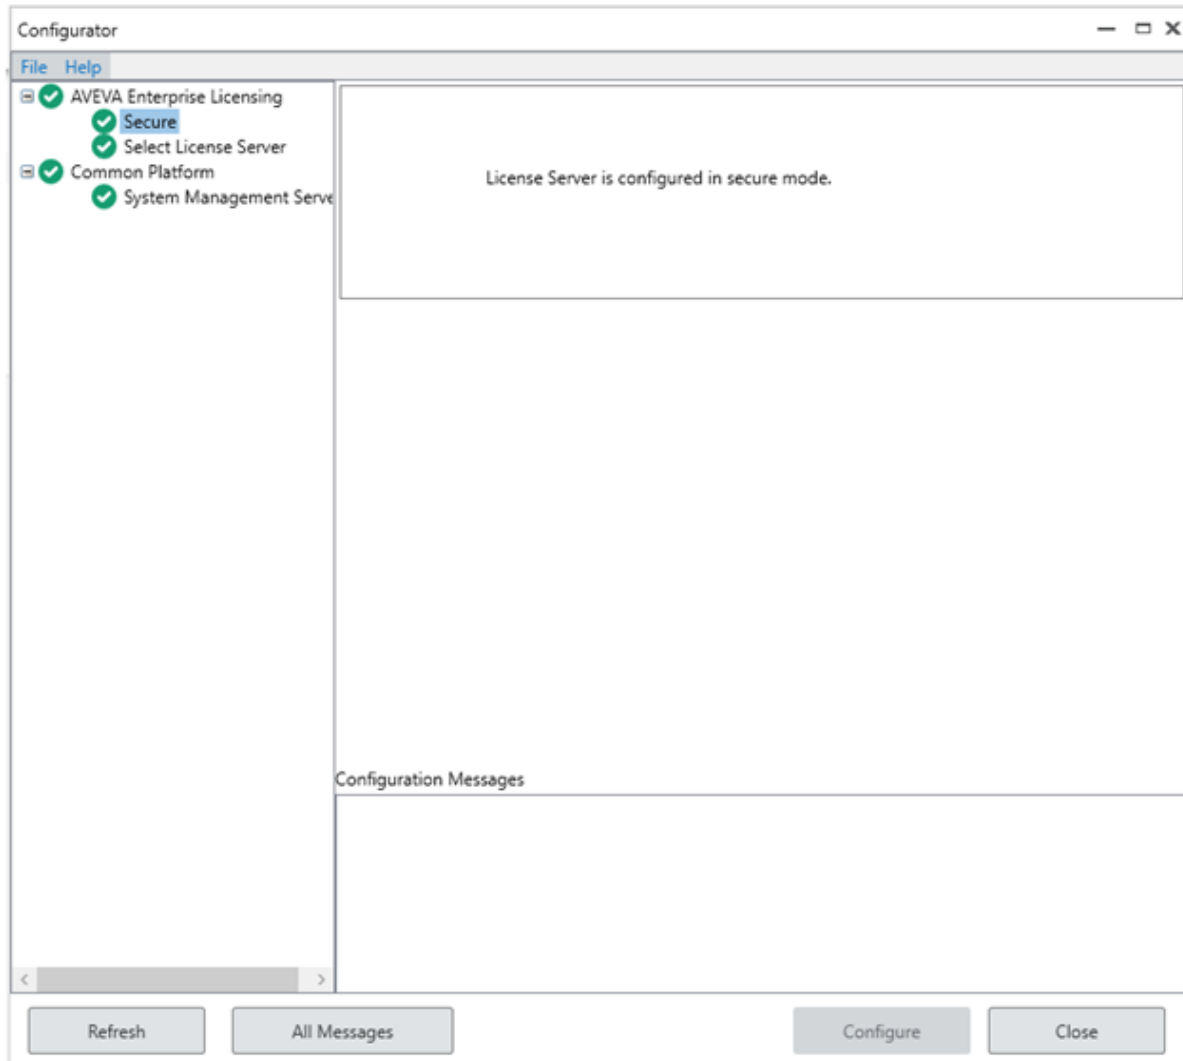 Configurator
File Help
AVEVA Enterprise Licensing
Secure
Select License Server
Common Platform
System Management Serve
License Server is configured in secure mode.
Configuration Messages
Refresh
All Messages
Configure
Close